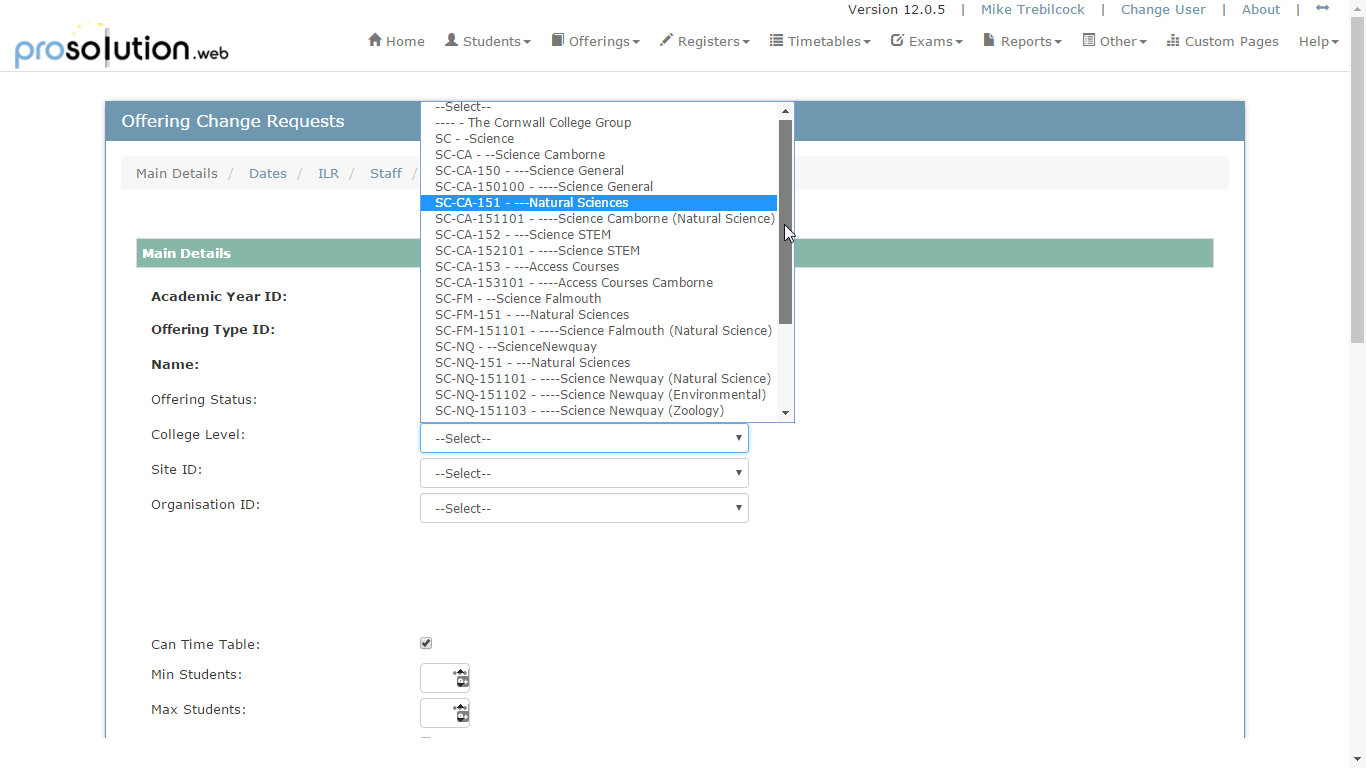 Version 12.0.5 | Mike Trebilcock | Change User | About |
prosolution.web
Home Students Offerings Registers Timetables Exams Reports Other Custom Pages Help
Offering Change Requests
Main Details / Dates / ILR / Staff /
--Select--
---- - The Cornwall College Group
SC - -Science
SC-CA - --Science Camborne
SC-CA-150 - ---Science General
SC-CA-150100 - ----Science General
SC-CA-151 - ---Natural Sciences
SC-CA-151101 - ----Science Camborne (Natural Science)
SC-CA-152 - ---Science STEM
SC-CA-152101 - ----Science STEM
SC-CA-153 - ---Access Courses
SC-CA-153101 - ----Access Courses Camborne
SC-FM - --Science Falmouth
SC-FM-151 - ---Natural Sciences
SC-FM-151101 - ----Science Falmouth (Natural Science)
SC-NQ - --ScienceNewquay
SC-NQ-151 - ---Natural Sciences
SC-NQ-151101 - ----Science Newquay (Natural Science)
SC-NQ-151102 - ----Science Newquay (Environmental)
SC-NQ-151103 - ----Science Newquay (Zoology)
Main Details
Academic Year ID:
Offering Type ID:
Name:
Offering Status:
College Level: --Select--
Site ID: --Select--
Organisation ID: --Select--
Can Time Table:
Min Students:
Max Students: